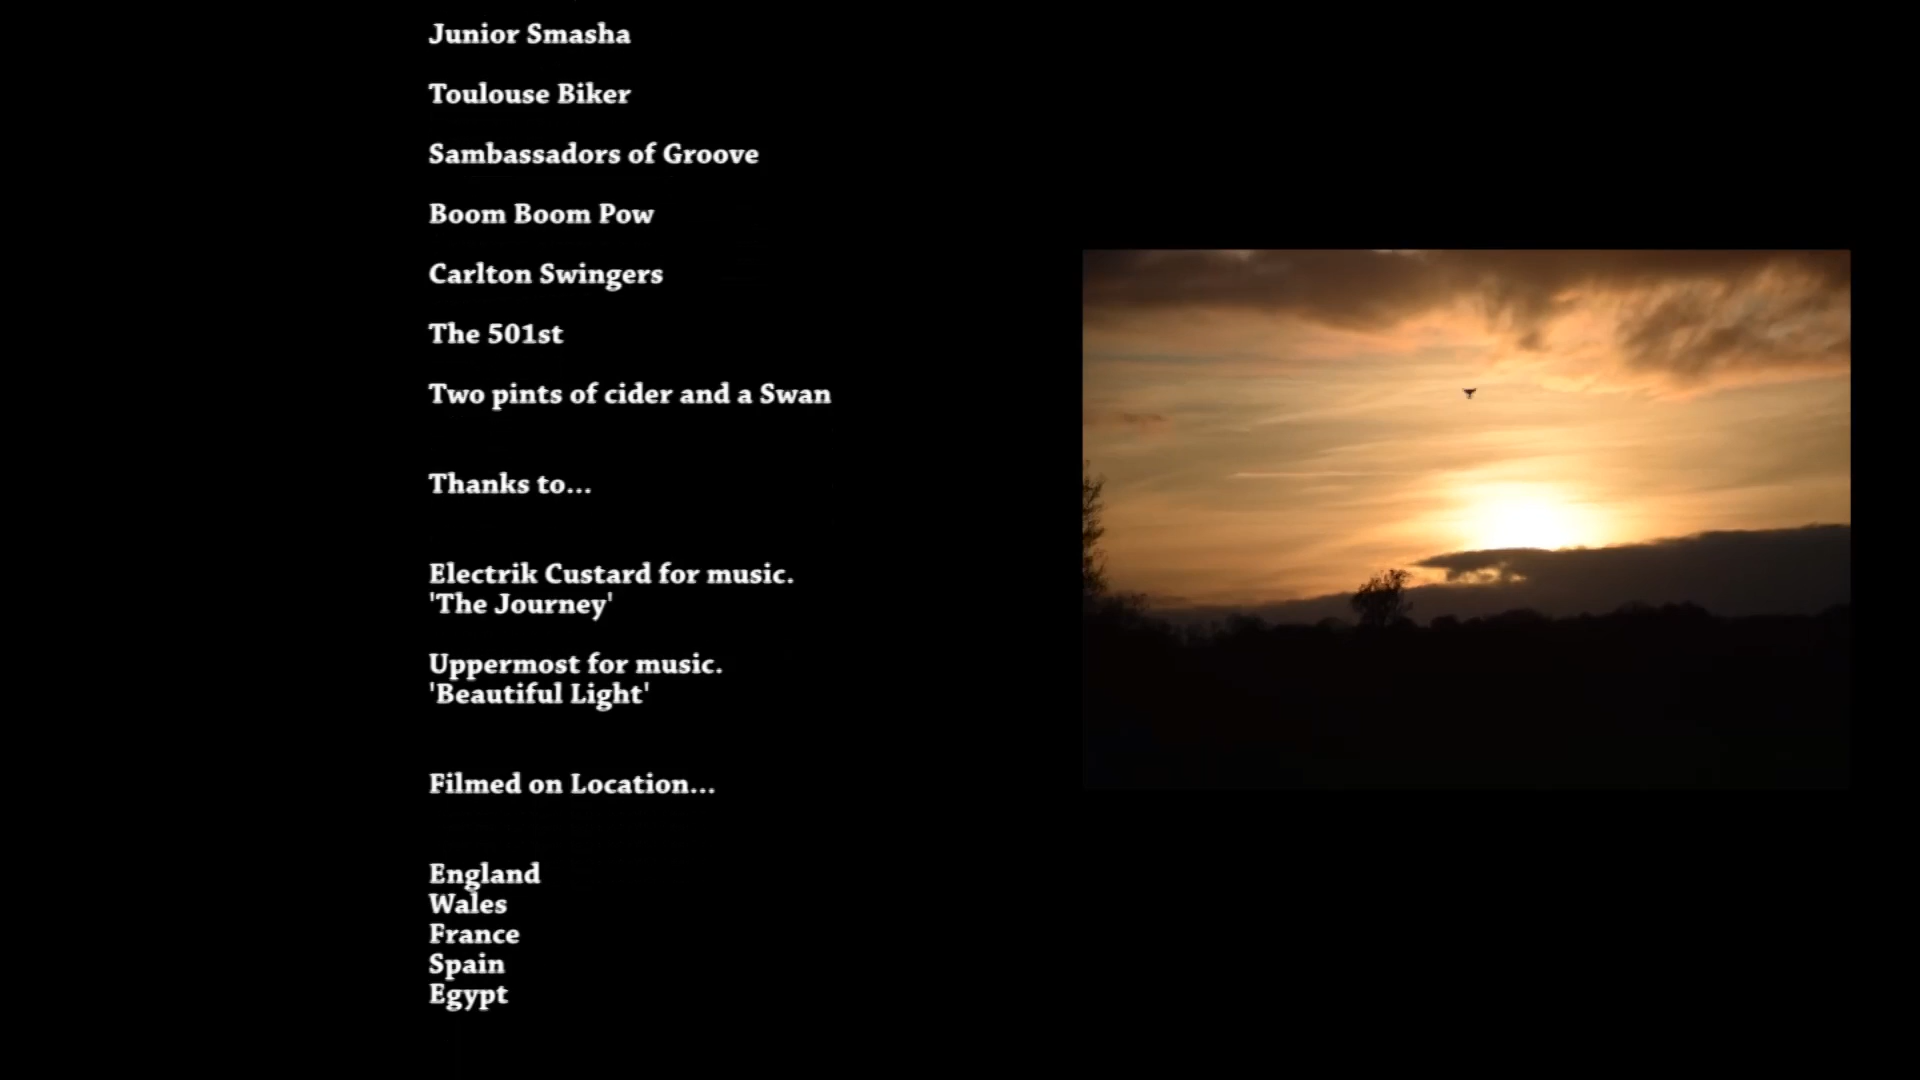 Junior Smasha
Toulouse Biker
Sambassadors of Groove
Boom Boom Pow
Carlton Swingers
The 501st
Two pints of cider and a Swan
Thanks to...
Electrik Custard for music.
'The Journey'
Uppermost for music.
'Beautiful Light'
Filmed on Location...
England
Wales
France
Spain
Egypt